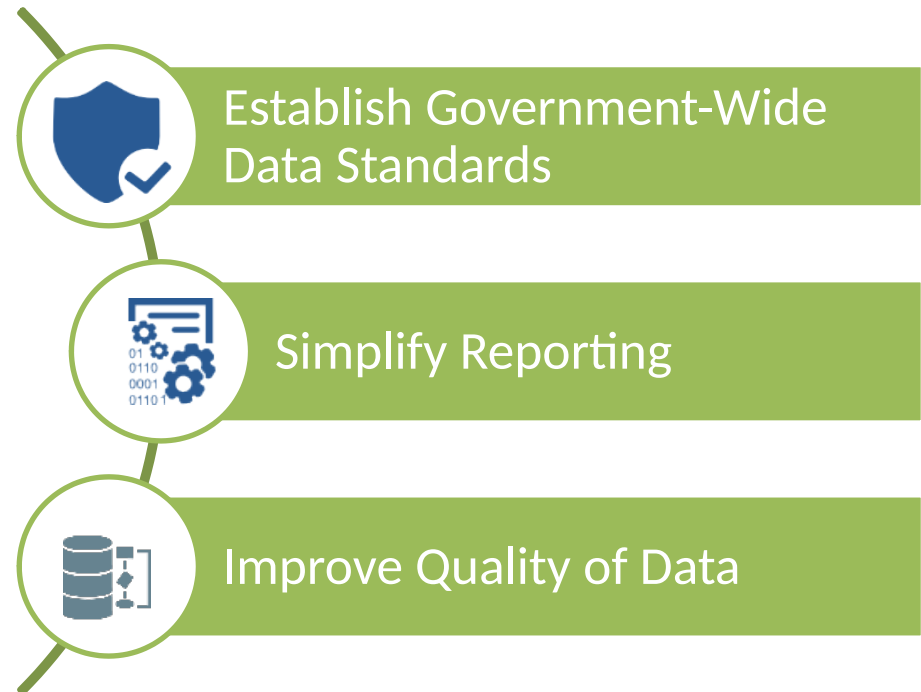 Establish Government-Wide
Data Standards
01
0110
0001
01101
Simplify Reporting
Improve Quality of Data